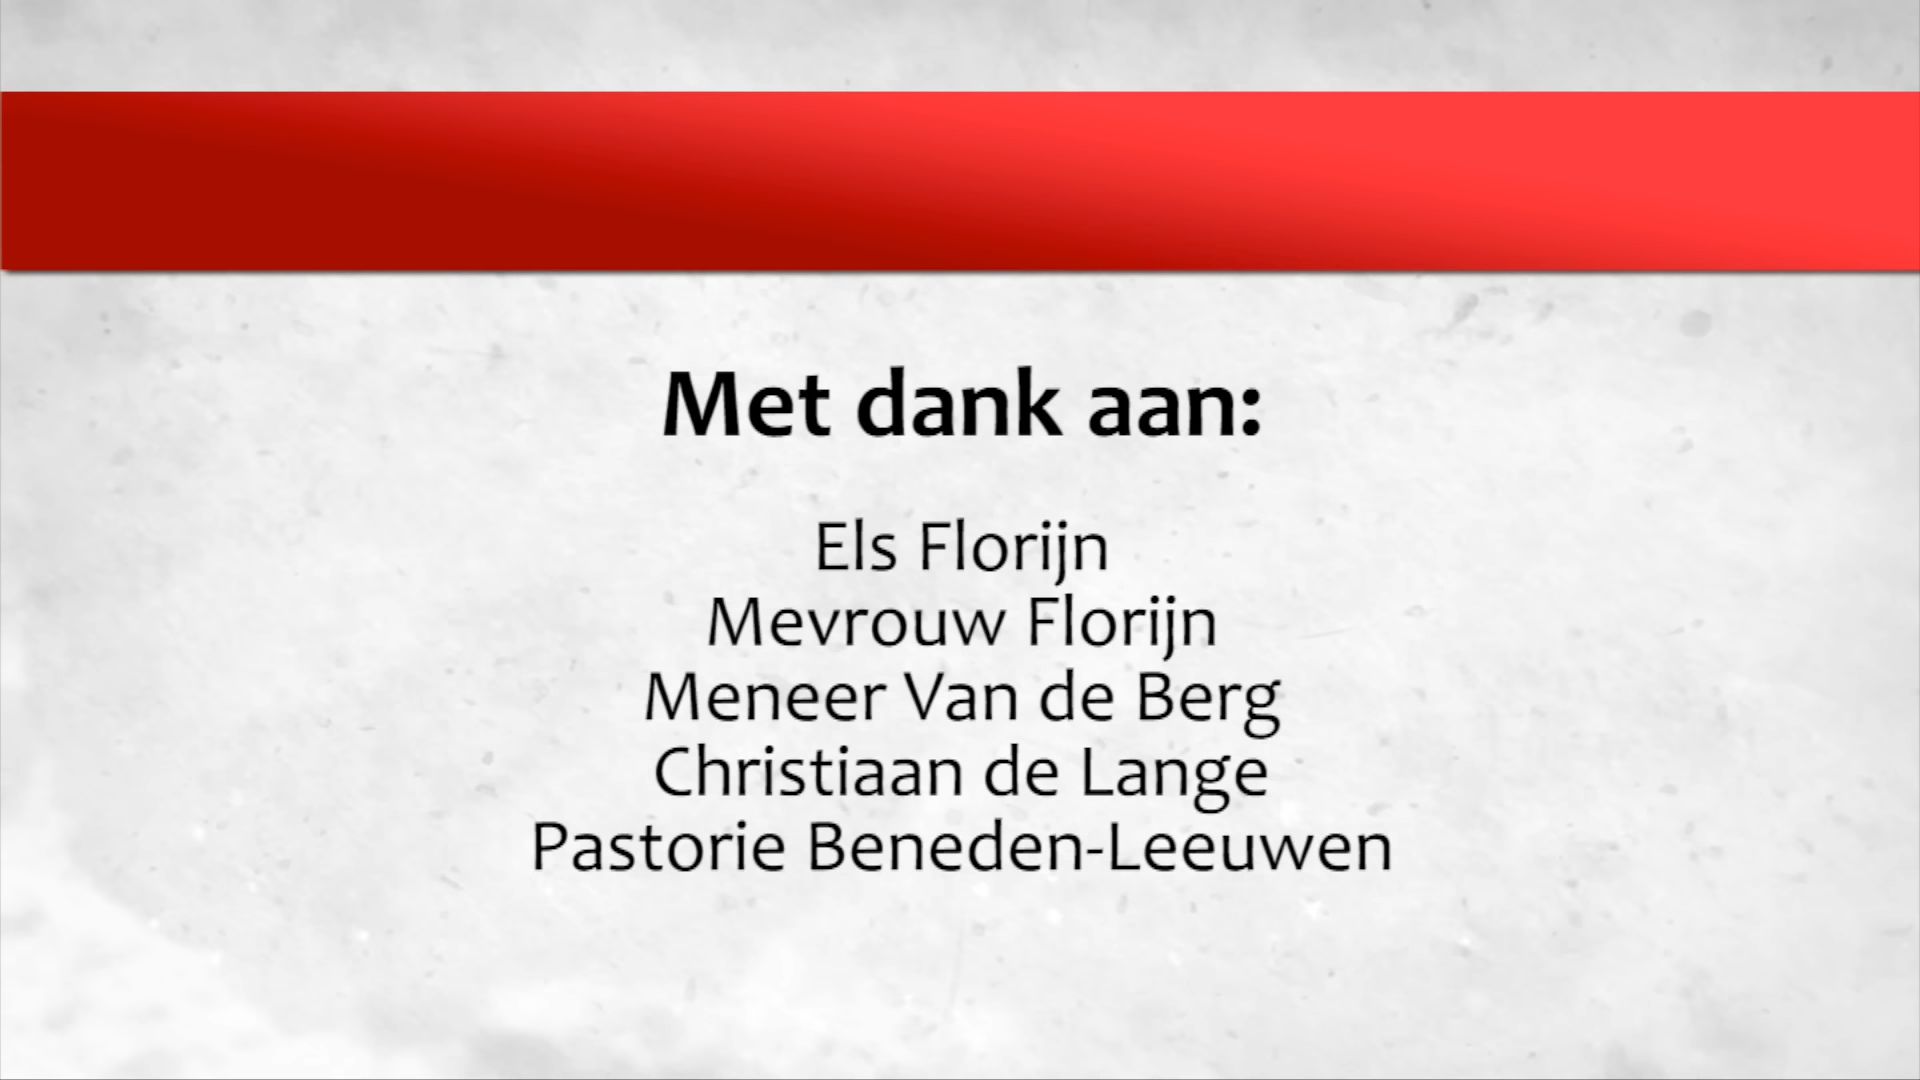 Met dank aan:
Els Florijn
Mevrouw Florijn
Meneer Van de Berg
Christiaan de Lange
Pastorie Beneden-Leeuwen